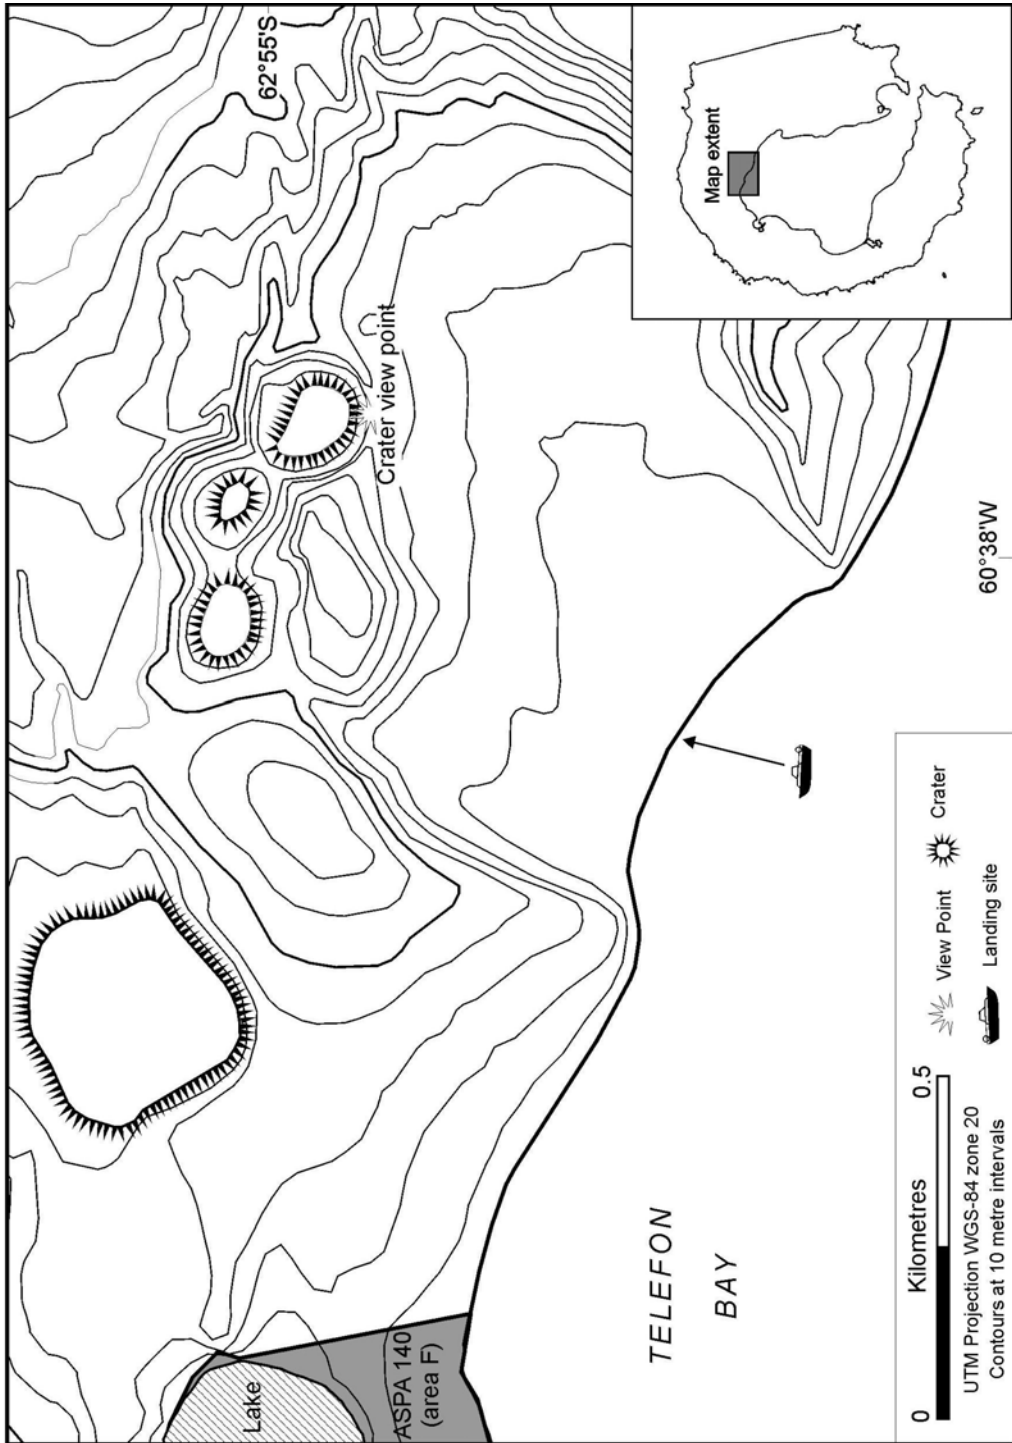 62°55'S
Map extent
Crater view point
60°38'W
Lake
ASPA 140
(area F)
TELEFON
BAY
0 Kilometres 0.5
UTM Projection WGS-84 zone 20
Contours at 10 metre intervals
View Point
Crater
Landing site